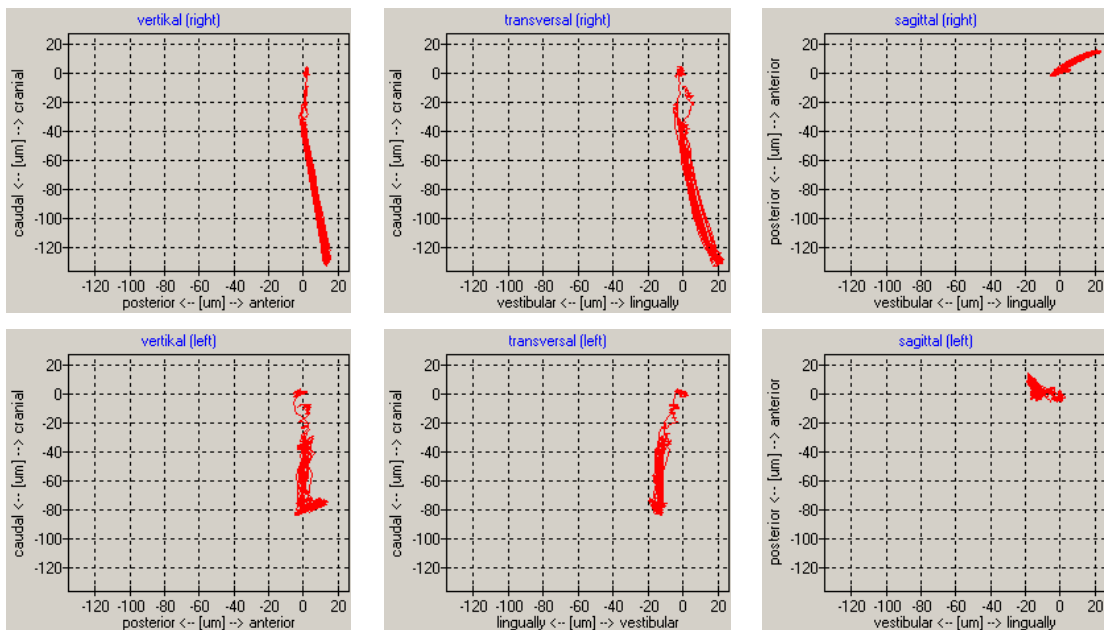 vertikal (right)
20
0
-20
-40
-60
-80
-100
-120
caudal <-- [um] --> cranial
-120 -100 -80 -60 -40 -20 0 20
posterior <-- [um] --> anterior
transversal (right)
20
0
-20
-40
-60
-80
-100
-120
caudal <-- [um] --> cranial
-120 -100 -80 -60 -40 -20 0 20
vestibular <-- [um] --> lingually
sagittal (right)
20
0
-20
-40
-60
-80
-100
-120
posterior <-- [um] --> anterior
-120 -100 -80 -60 -40 -20 0 20
vestibular <-- [um] --> lingually
vertikal (left)
20
0
-20
-40
-60
-80
-100
-120
caudal <-- [um] --> cranial
-120 -100 -80 -60 -40 -20 0 20
posterior <-- [um] --> anterior
transversal (left)
20
0
-20
-40
-60
-80
-100
-120
caudal <-- [um] --> cranial
-120 -100 -80 -60 -40 -20 0 20
lingually <-- [um] --> vestibular
sagittal (left)
20
0
-20
-40
-60
-80
-100
-120
posterior <-- [um] --> anterior
-120 -100 -80 -60 -40 -20 0 20
vestibular <-- [um] --> lingually